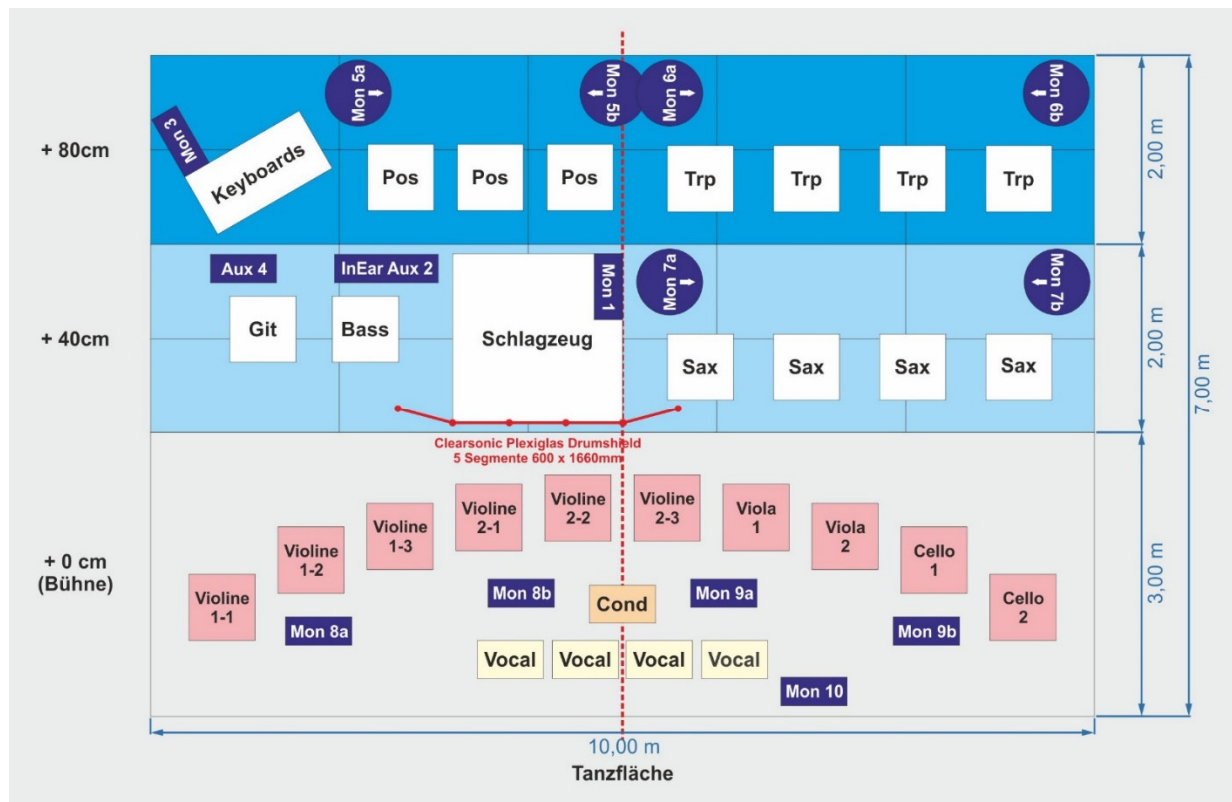 Mon 5a
Mon 5b
Mon 6a
Mon 6b
Mon 3
Keyboards
+ 80cm
Pos
Pos
Pos
Trp
Trp
Trp
Trp
2,00 m
Aux 4
InEar Aux 2
Mon 1
Mon 7a
Mon 7b
+ 40cm
Git
Bass
Schlagzeug
Sax
Sax
Sax
Sax
2,00 m
7,00 m
Clearsonic Plexiglas Drumshield
5 Segmente 600 x 1660mm
+ 0 cm
(Bühne)
Violine
1-1
Violine
1-2
Violine
1-3
Violine
2-1
Violine
2-2
Violine
2-3
Viola
1
Viola
2
Cello
1
Cello
2
3,00 m
Mon 8a
Mon 8b
Cond
Mon 9a
Mon 9b
Vocal
Vocal
Vocal
Vocal
Mon 10
10,00 m
Tanzfläche